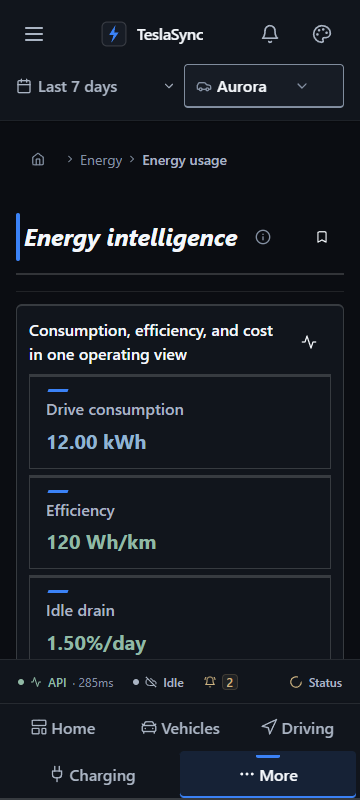 TeslaSync
Last 7 days
Aurora
Energy
Energy usage
Energy intelligence
Consumption, efficiency, and cost
in one operating view
Drive consumption
12.00 kWh
Efficiency
120 Wh/km
Idle drain
1.50%/day
API · 285ms
Idle
2
Status
Home
Vehicles
Driving
Charging
More